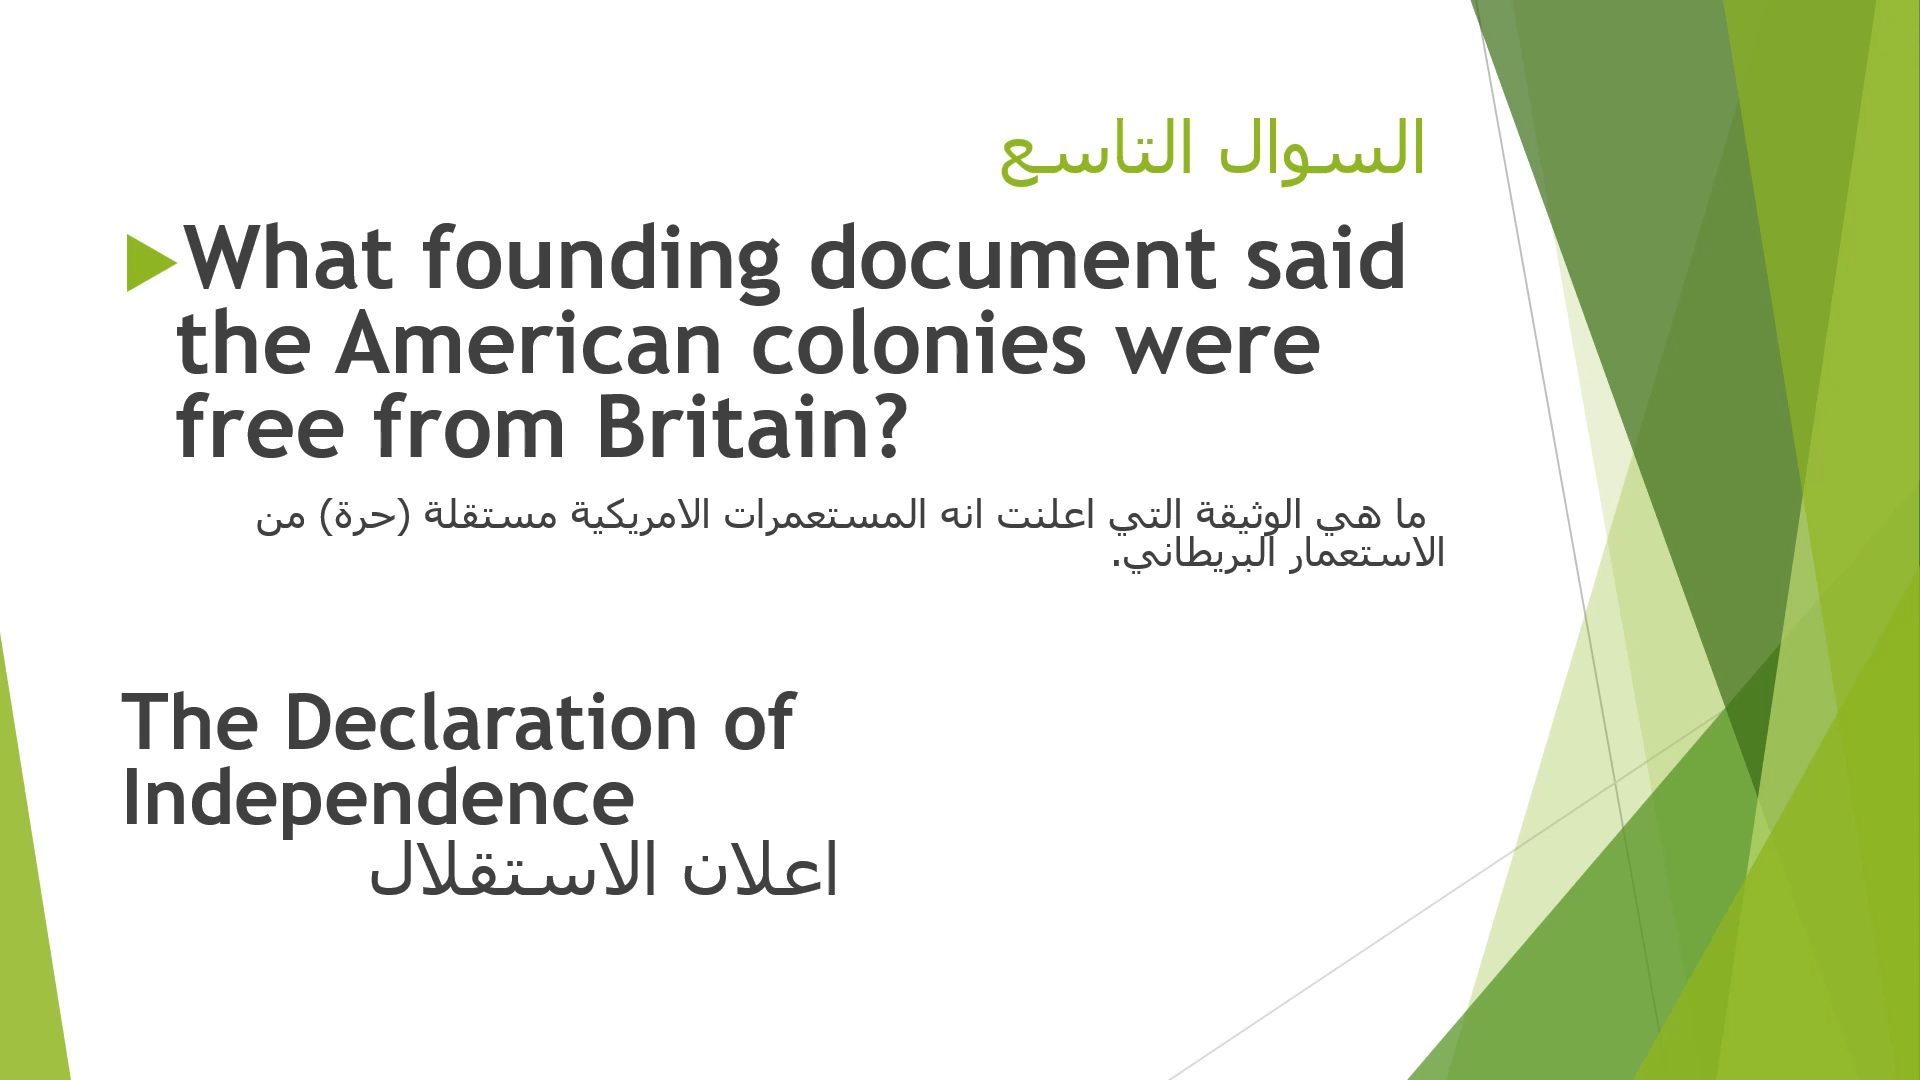 السوال التاسع
What founding document said
the American colonies were
free from Britain?
ما هي الوثيقة التي اعلنت انه المستعمرات الامريكية مستقلة (حرة) من
الاستعمار البريطاني.
The Declaration of
Independence
اعلان الاستقلال